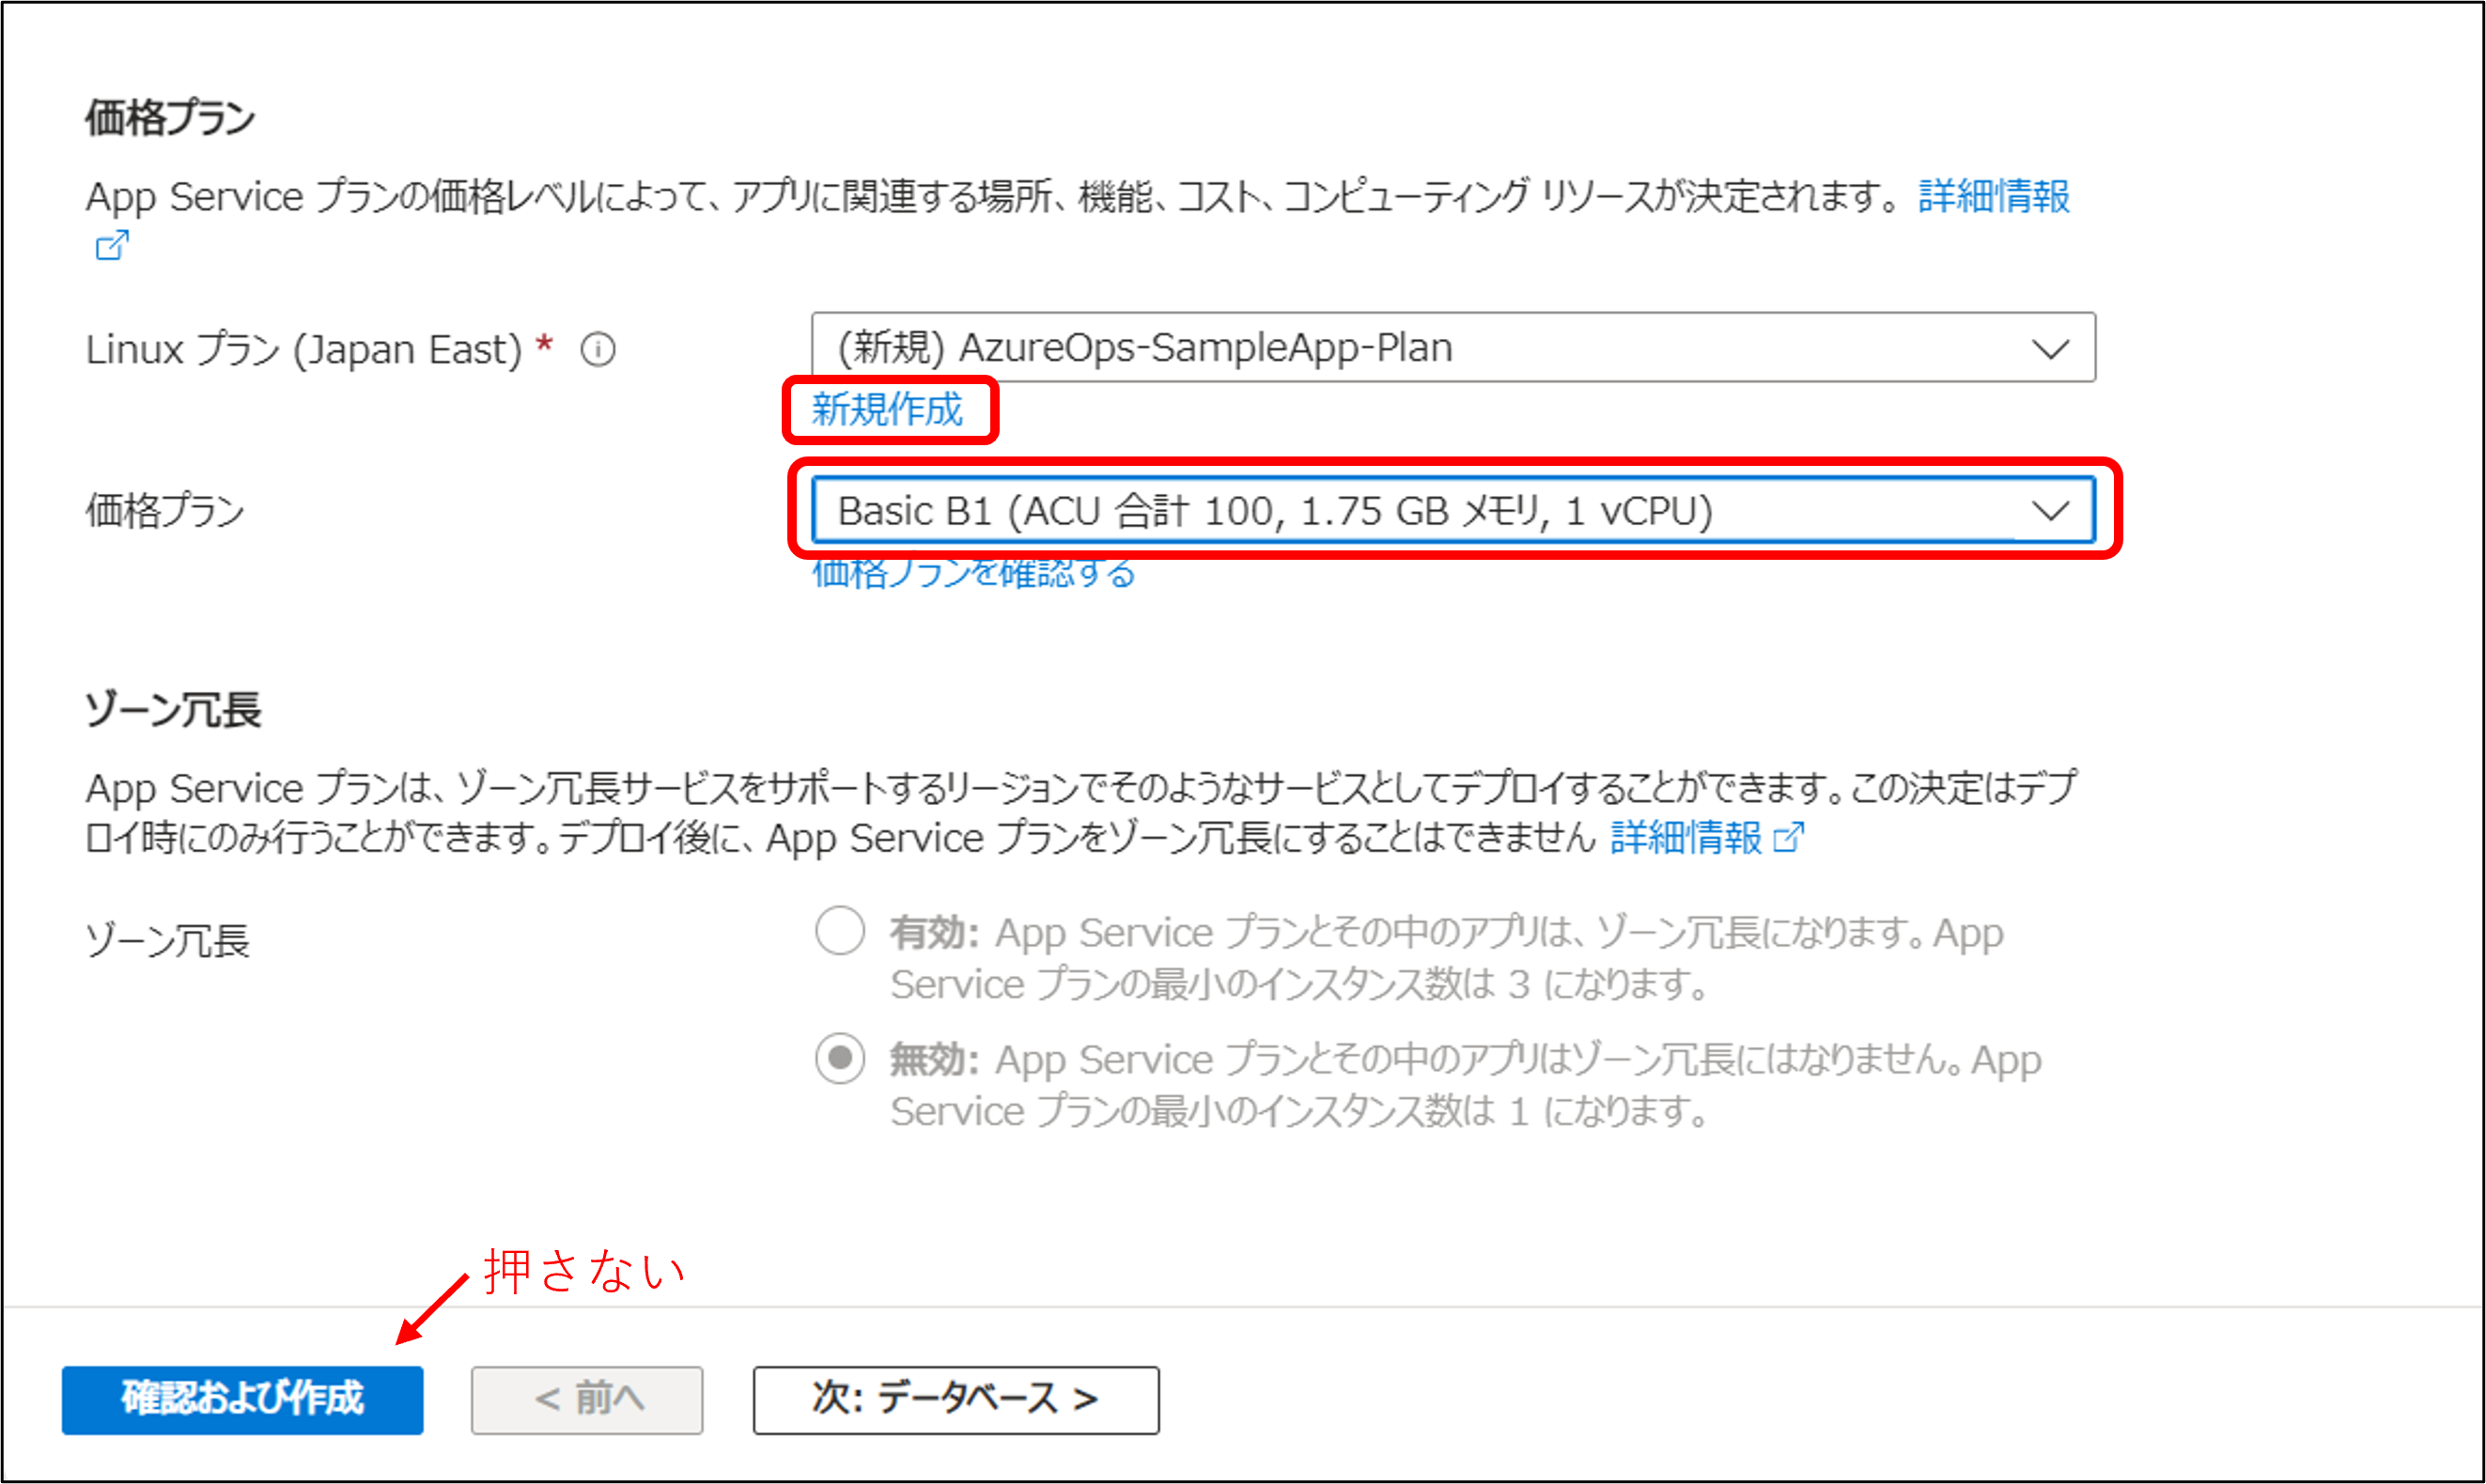 価格プラン
App Service プランの価格レベルによって、アプリに関連する場所、機能、コスト、コンピューティング リソースが決定されます。 詳細情報
Linux プラン (Japan East) *
(新規) AzureOps-SampleApp-Plan
新規作成
価格プラン
Basic B1 (ACU 合計 100, 1.75 GB メモリ, 1 vCPU)
価格プランを確認する
ゾーン冗長
App Service プランは、ゾーン冗長サービスをサポートするリージョンでそのようなサービスとしてデプロイすることができます。この決定はデプ
ロイ時にのみ行うことができます。デプロイ後に、App Service プランをゾーン冗長にすることはできません 詳細情報
ゾーン冗長
有効: App Service プランとその中のアプリは、ゾーン冗長になります。App
Service プランの最小のインスタンス数は 3 になります。
無効: App Service プランとその中のアプリはゾーン冗長にはなりません。App
Service プランの最小のインスタンス数は 1 になります。
押さない
確認および作成
< 前へ
次: データベース >